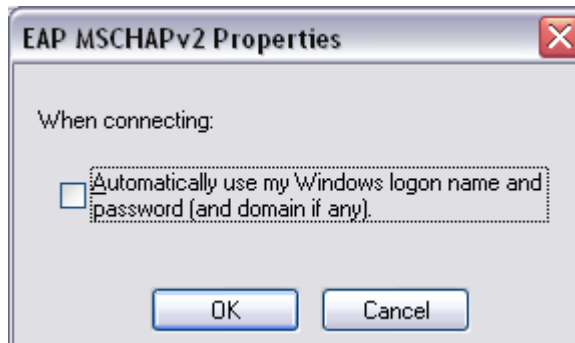 EAP MSCHAPv2 Properties
When connecting:
Automatically use my Windows logon name and
password (and domain if any).
OK Cancel